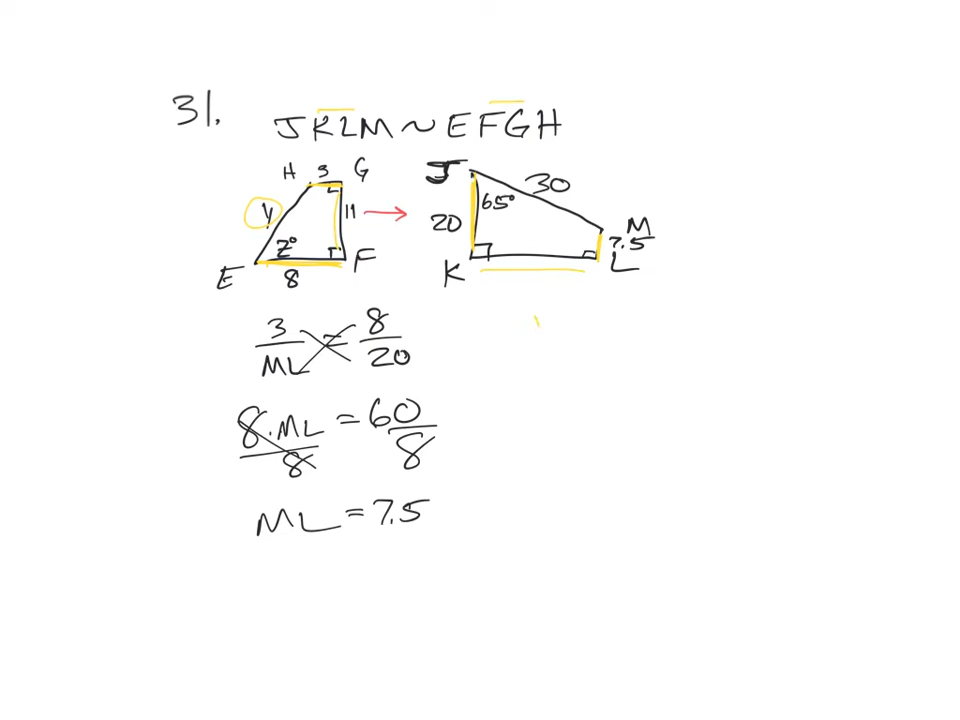 31.
JKLM ~ EFGH
H 3 G
y 11
z°
E 8 F
J 30
65°
20
M
7.5
K L
3/ML = 8/20
8·ML/8 = 60/8
ML = 7.5